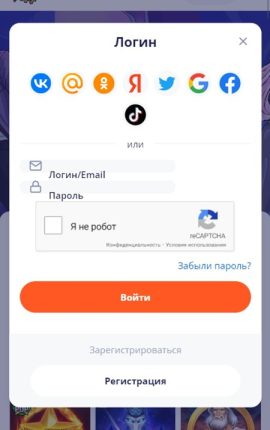 Логин
или
Логин/Email
Пароль
Я не робот
reCAPTCHA
Конфиденциальность - Условия использования
Забыли пароль?
Войти
Зарегистрироваться
Регистрация